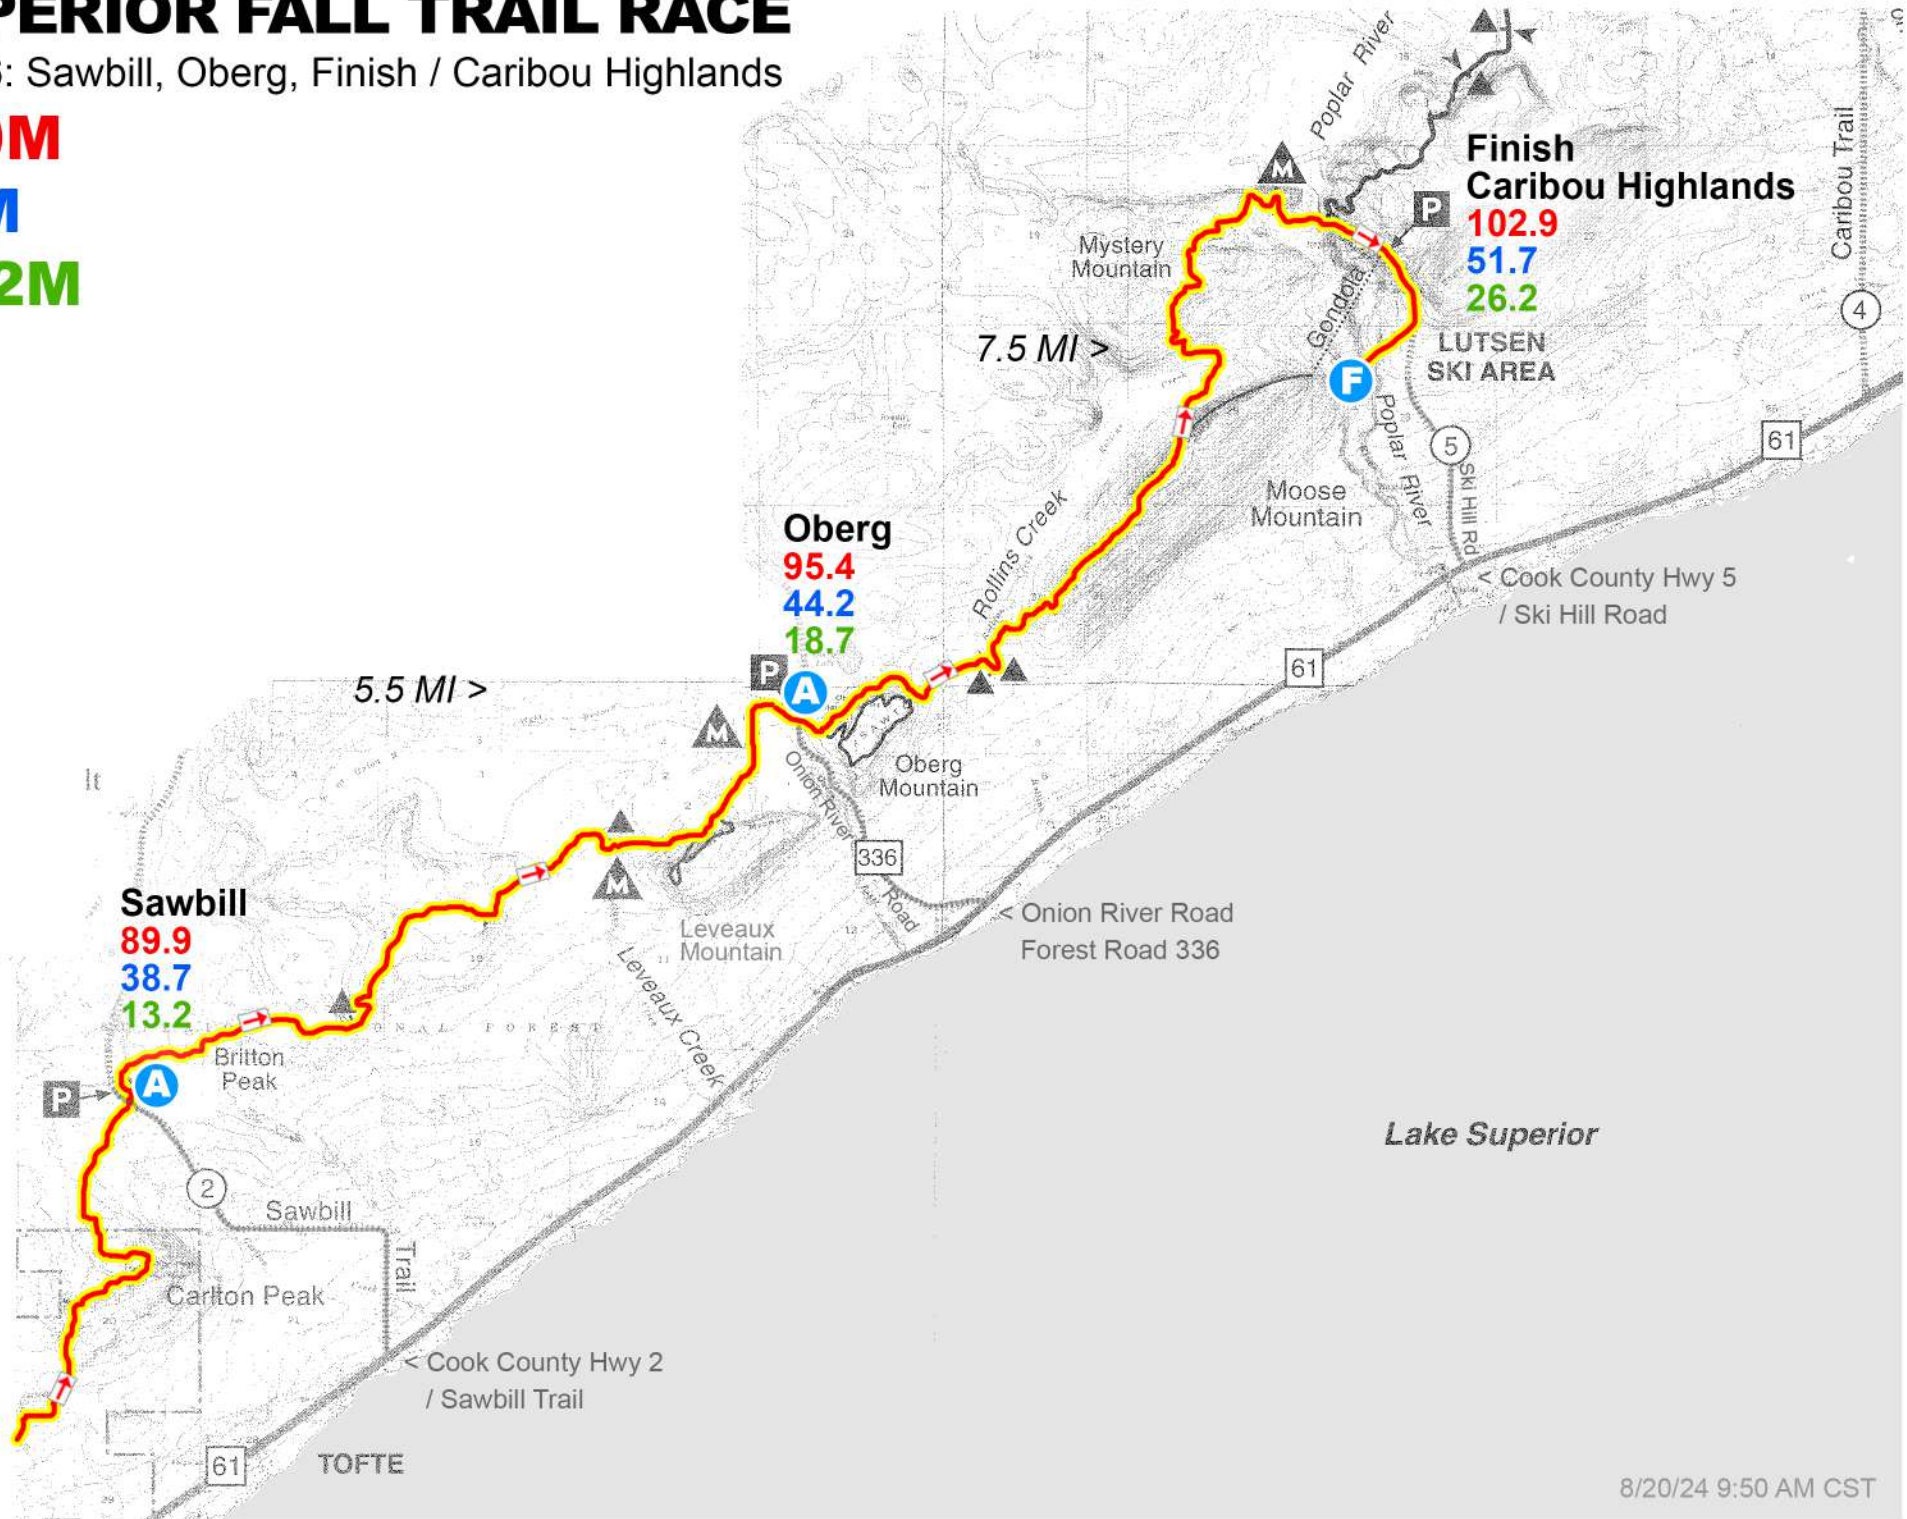 PERIOR FALL TRAIL RACE
: Sawbill, Oberg, Finish / Caribou Highlands
M
M
2M
Poplar River
Caribou Trail
Finish
Caribou Highlands
102.9
51.7
26.2
P
M
Mystery
Mountain
Gondola
4
7.5 MI >
LUTSEN
SKI AREA
F
Poplar River
5
61
Ski Hill Rd
Moose
Mountain
Rollins Creek
Oberg
95.4
44.2
18.7
< Cook County Hwy 5
/ Ski Hill Road
61
P
A
5.5 MI >
M
Oberg
Mountain
Onion River
336
Road
M
Sawbill
89.9
38.7
13.2
< Onion River Road
Forest Road 336
Leveaux
Mountain
Leveaux Creek
ONAL FOREST
Britton
Peak
P
A
Lake Superior
2
Sawbill
Trail
Carlton Peak
< Cook County Hwy 2
/ Sawbill Trail
61
TOFTE
8/20/24 9:50 AM CST